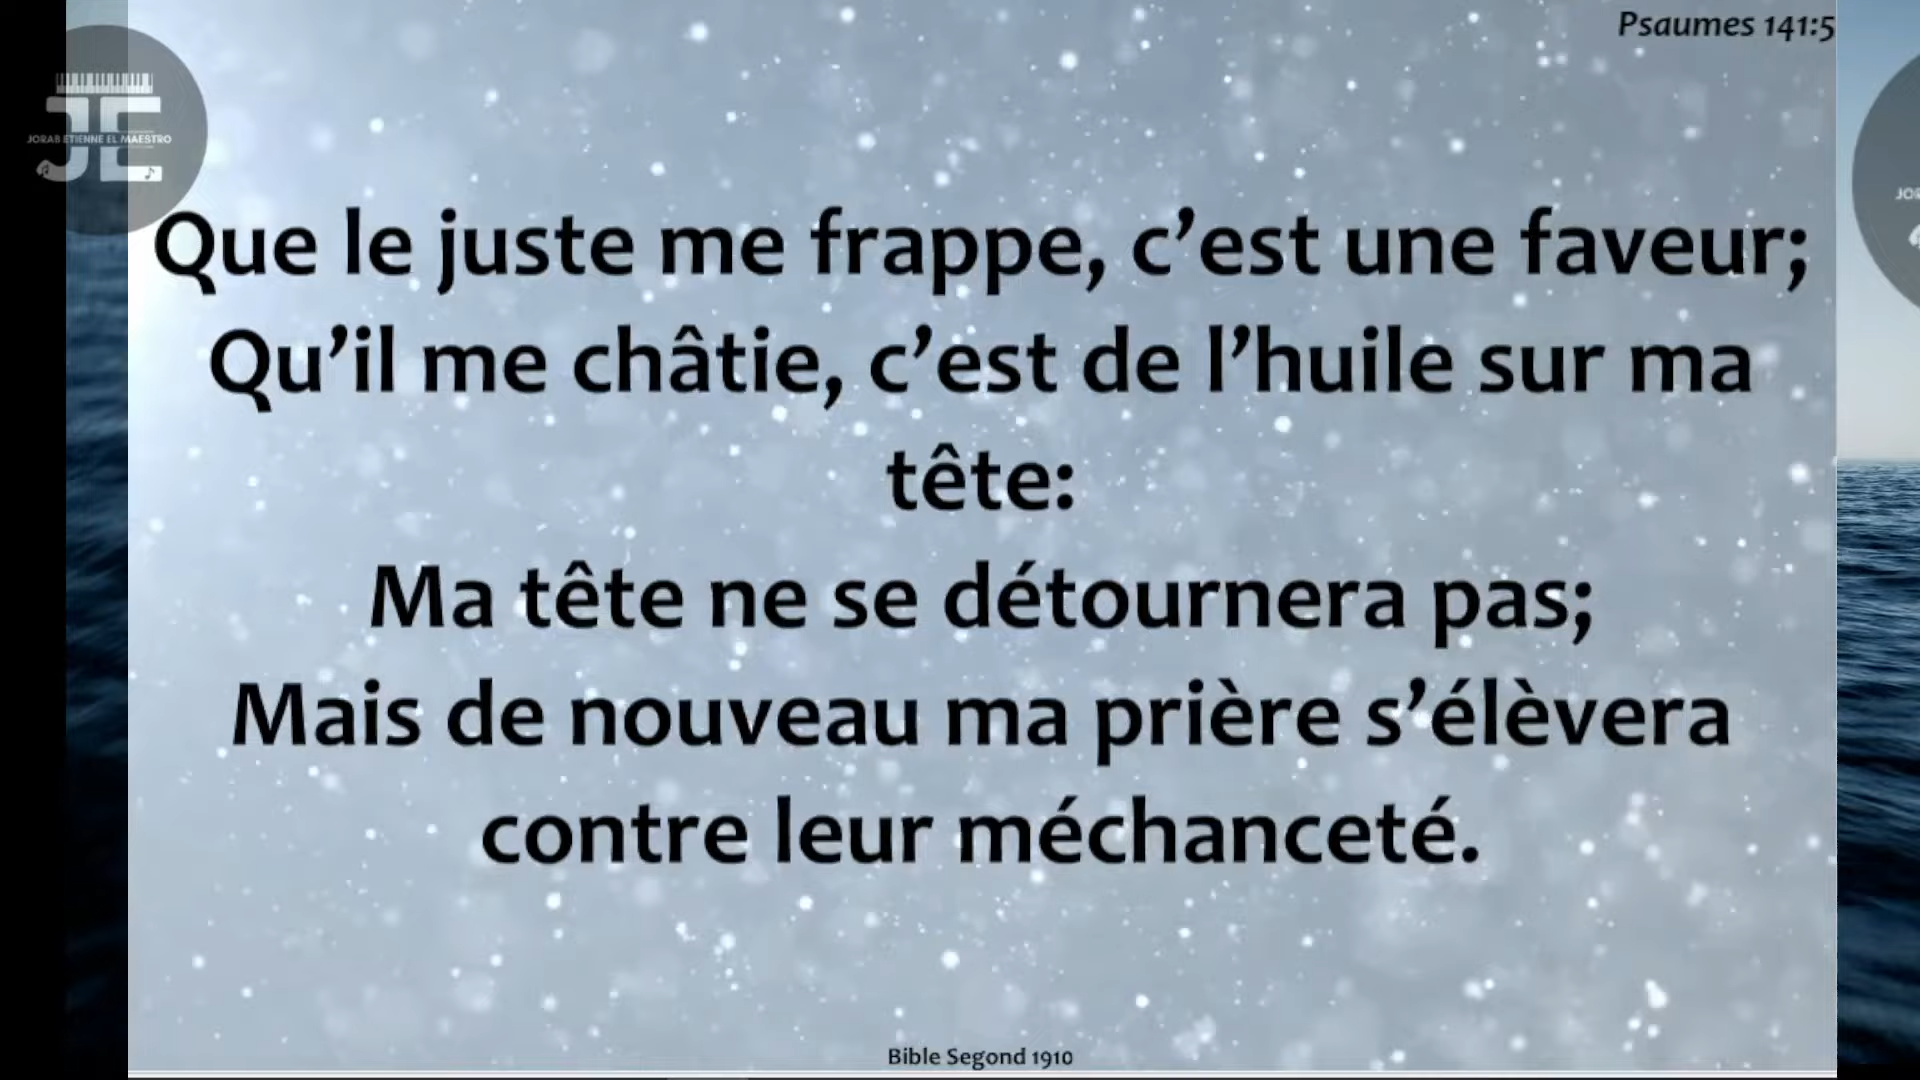 Psaumes 141:5
JE
JORAB ETIENNE EL MAESTRO
Que le juste me frappe, c’est une faveur;
Qu’il me châtie, c’est de l’huile sur ma
tête:
Ma tête ne se détournera pas;
Mais de nouveau ma prière s’élèvera
contre leur méchanceté.
Bible Segond 1910